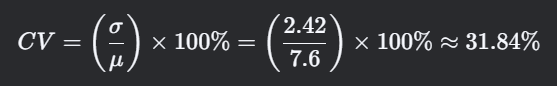 CV = (σ/μ) × 100% = (2.42/7.6) × 100% ≈ 31.84%